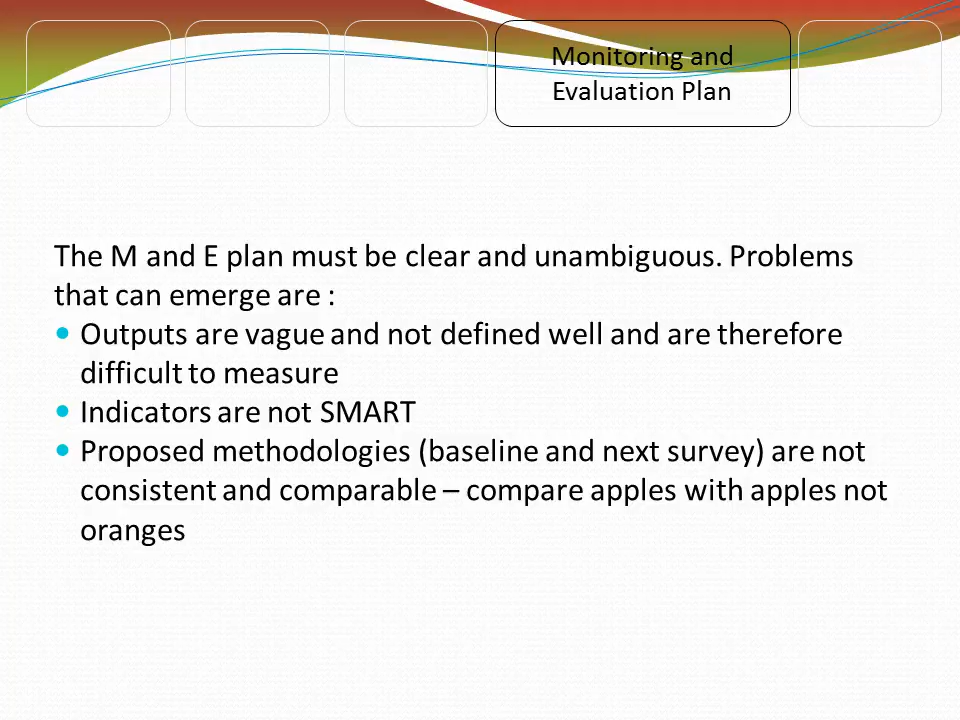 Monitoring and
Evaluation Plan
The M and E plan must be clear and unambiguous. Problems
that can emerge are :
• Outputs are vague and not defined well and are therefore
difficult to measure
• Indicators are not SMART
• Proposed methodologies (baseline and next survey) are not
consistent and comparable – compare apples with apples not
oranges